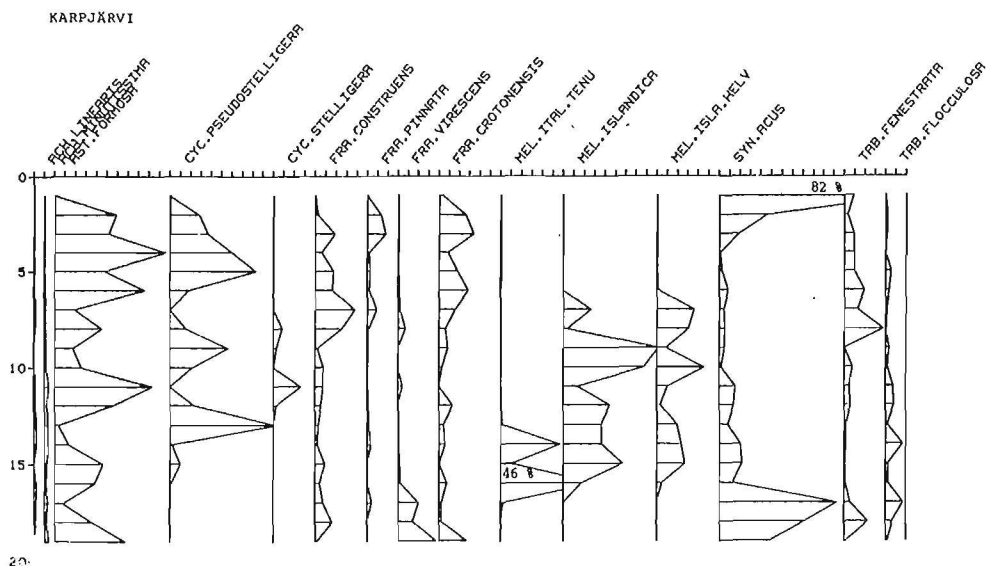 KARPJÄRVI
ACH.LINEARIS
ACH.MINUTISSIMA
AST.FORMOSA
CYC.PSEUDOSTELLIGERA
CYC.STELLIGERA
FRA.CONSTRUENS
FRA.PINNATA
FRA.VIRESCENS
FRA.CROTONENSIS
MEL.ITAL.TENU
MEL.ISLANDICA
MEL.ISLA.HELV
SYN.ACUS
TAB.FENESTRATA
TAB.FLOCCULOSA
0
82 %
5
10
15
46 %
20